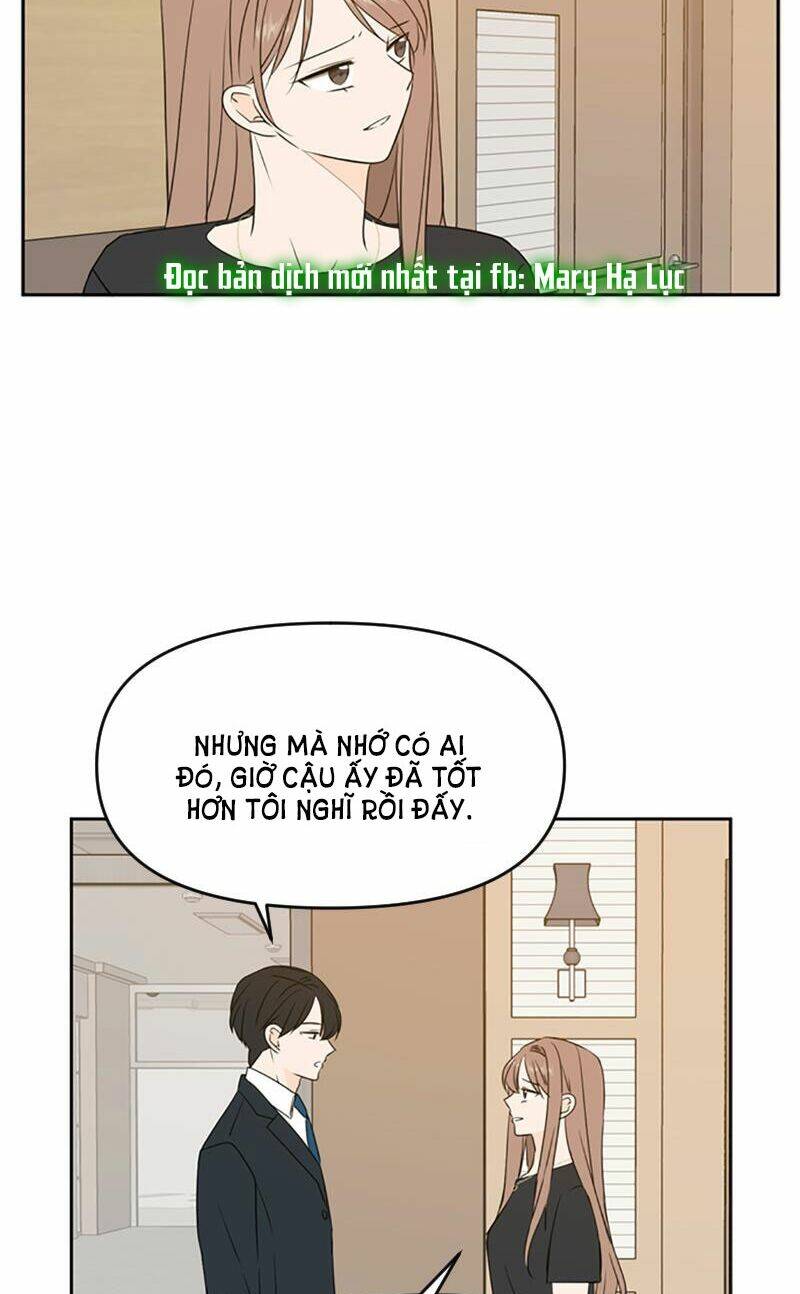 Đọc bản dịch mới nhất tại fb: Mary Hạ Lục
NHƯNG MÀ NHỚ CÓ AI
ĐÓ, GIỜ CẬU ẤY ĐÃ TỐT
HƠN TÔI NGHĨ RỒI ĐẤY.